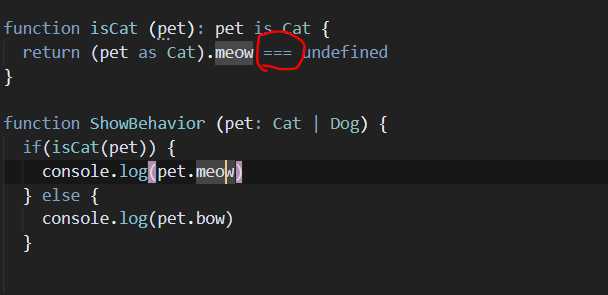 function isCat (pet): pet is Cat {
return (pet as Cat).meow === undefined
}
function ShowBehavior (pet: Cat | Dog) {
if(isCat(pet)) {
console.log(pet.meow)
} else {
console.log(pet.bow)
}